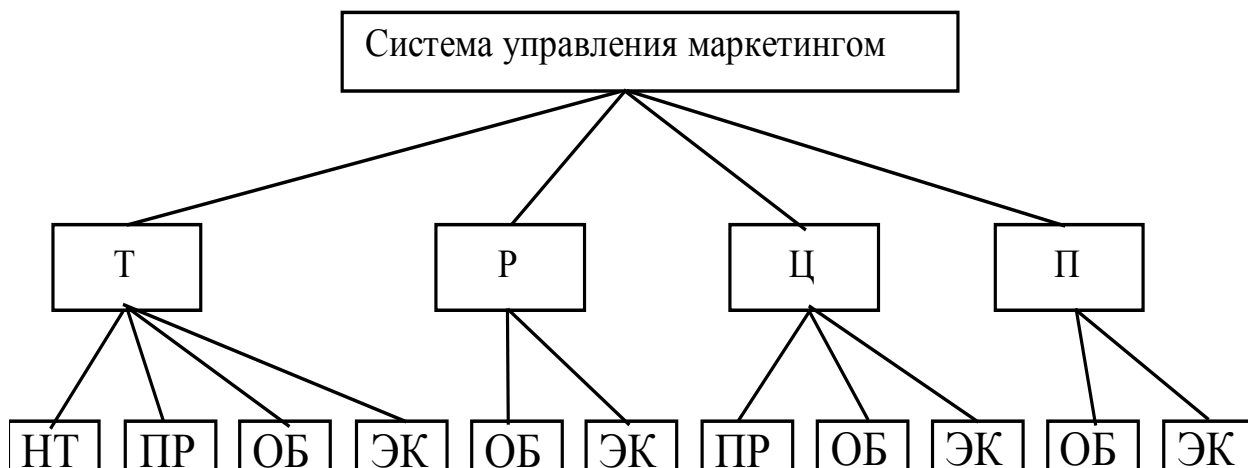 Система управления маркетингом
Т Р Ц П
НТ ПР ОБ ЭК ОБ ЭК ПР ОБ ЭК ОБ ЭК